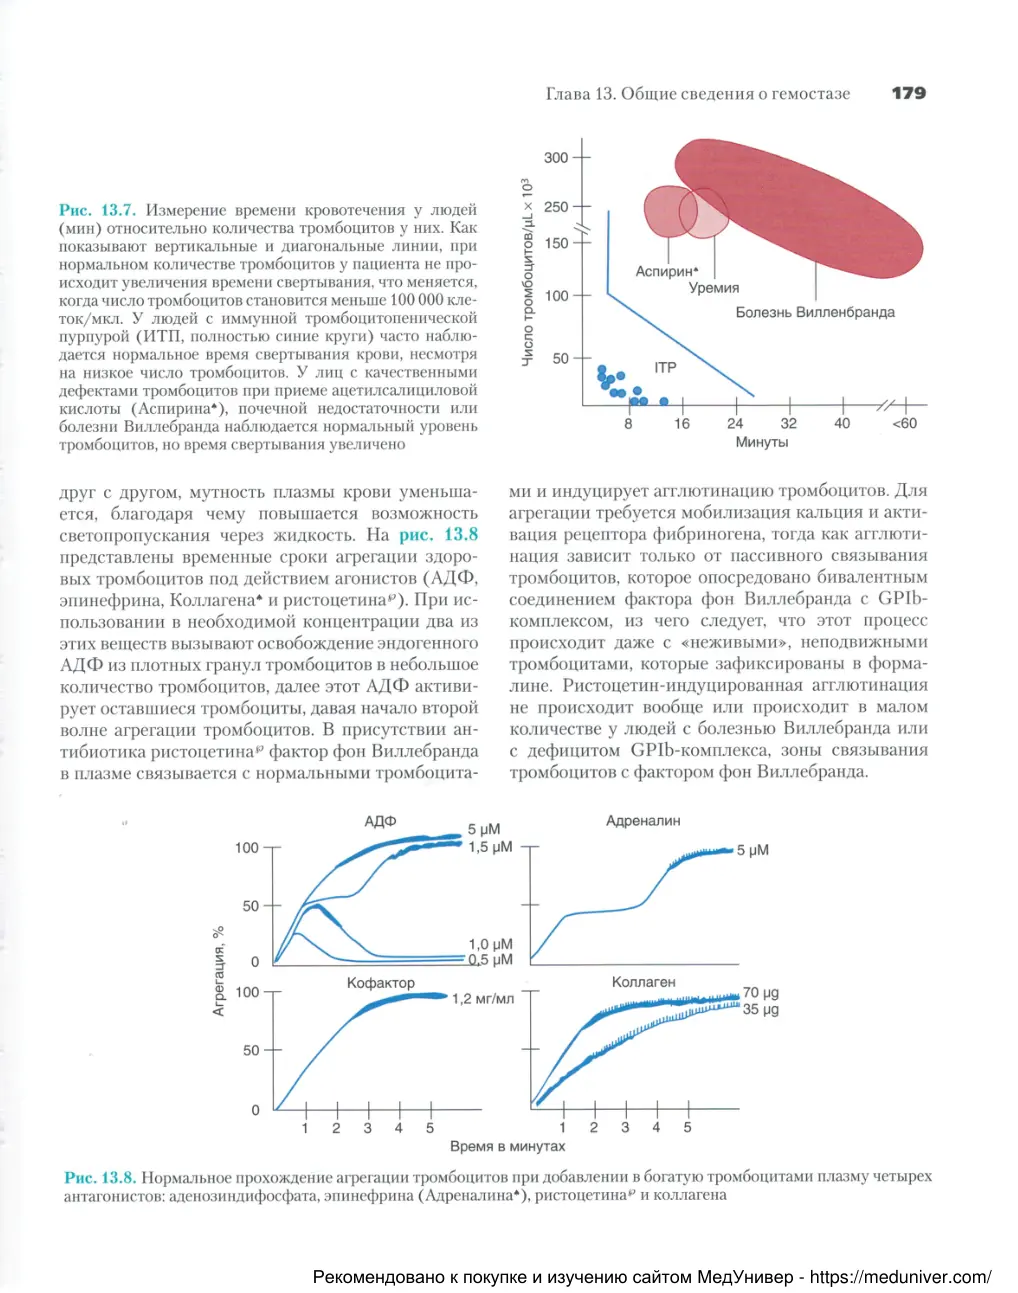 Глава 13. Общие сведения о гемостазе 179
Рис. 13.7. Измерение времени кровотечения у людей
(мин) относительно количества тромбоцитов у них. Как
показывают вертикальные и диагональные линии, при
нормальном количестве тромбоцитов у пациента не про-
исходит увеличения времени свертывания, что меняется,
когда число тромбоцитов становится меньше 100 000 кле-
ток/мкл. У людей с иммунной тромбоцитопенической
пурпурой (ИТП, полностью синие круги) часто наблю-
дается нормальное время свертывания крови, несмотря
на низкое число тромбоцитов. У лиц с качественными
дефектами тромбоцитов при приеме ацетилсалициловой
кислоты (Аспирина♠), почечной недостаточности или
болезни Виллебранда наблюдается нормальный уровень
тромбоцитов, но время свертывания увеличено
Число тромбоцитов/μL × 10³
300
250
150
100
50
Аспирин♠
Уремия
Болезнь Вилленбранда
ITP
8 16 24 32 40 <60
Минуты
друг с другом, мутность плазмы крови уменьша-
ется, благодаря чему повышается возможность
светопропускания через жидкость. На рис. 13.8
представлены временные сроки агрегации здоро-
вых тромбоцитов под действием агонистов (АДФ,
эпинефрина, Коллагена♠ и ристоцетина℘). При ис-
пользовании в необходимой концентрации два из
этих веществ вызывают освобождение эндогенного
АДФ из плотных гранул тромбоцитов в небольшое
количество тромбоцитов, далее этот АДФ активи-
рует оставшиеся тромбоциты, давая начало второй
волне агрегации тромбоцитов. В присутствии ан-
тибиотика ристоцетина℘ фактор фон Виллебранда
в плазме связывается с нормальными тромбоцита-
ми и индуцирует агглютинацию тромбоцитов. Для
агрегации требуется мобилизация кальция и акти-
вация рецептора фибриногена, тогда как агглюти-
нация зависит только от пассивного связывания
тромбоцитов, которое опосредовано бивалентным
соединением фактора фон Виллебранда с GPIb-
комплексом, из чего следует, что этот процесс
происходит даже с «неживыми», неподвижными
тромбоцитами, которые зафиксированы в форма-
лине. Ристоцетин-индуцированная агглютинация
не происходит вообще или происходит в малом
количестве у людей с болезнью Виллебранда или
с дефицитом GPIb-комплекса, зоны связывания
тромбоцитов с фактором фон Виллебранда.
Агрегация, %
АДФ
100
50
0
5 μM
1,5 μM
1,0 μM
0,5 μM
Адреналин
5 μM
Кофактор
100
50
0
1,2 мг/мл
1 2 3 4 5
Коллаген
70 μg
35 μg
1 2 3 4 5
Время в минутах
Рис. 13.8. Нормальное прохождение агрегации тромбоцитов при добавлении в богатую тромбоцитами плазму четырех
антагонистов: аденозиндифосфата, эпинефрина (Адреналина♠), ристоцетина℘ и коллагена
Рекомендовано к покупке и изучению сайтом МедУнивер - https://meduniver.com/